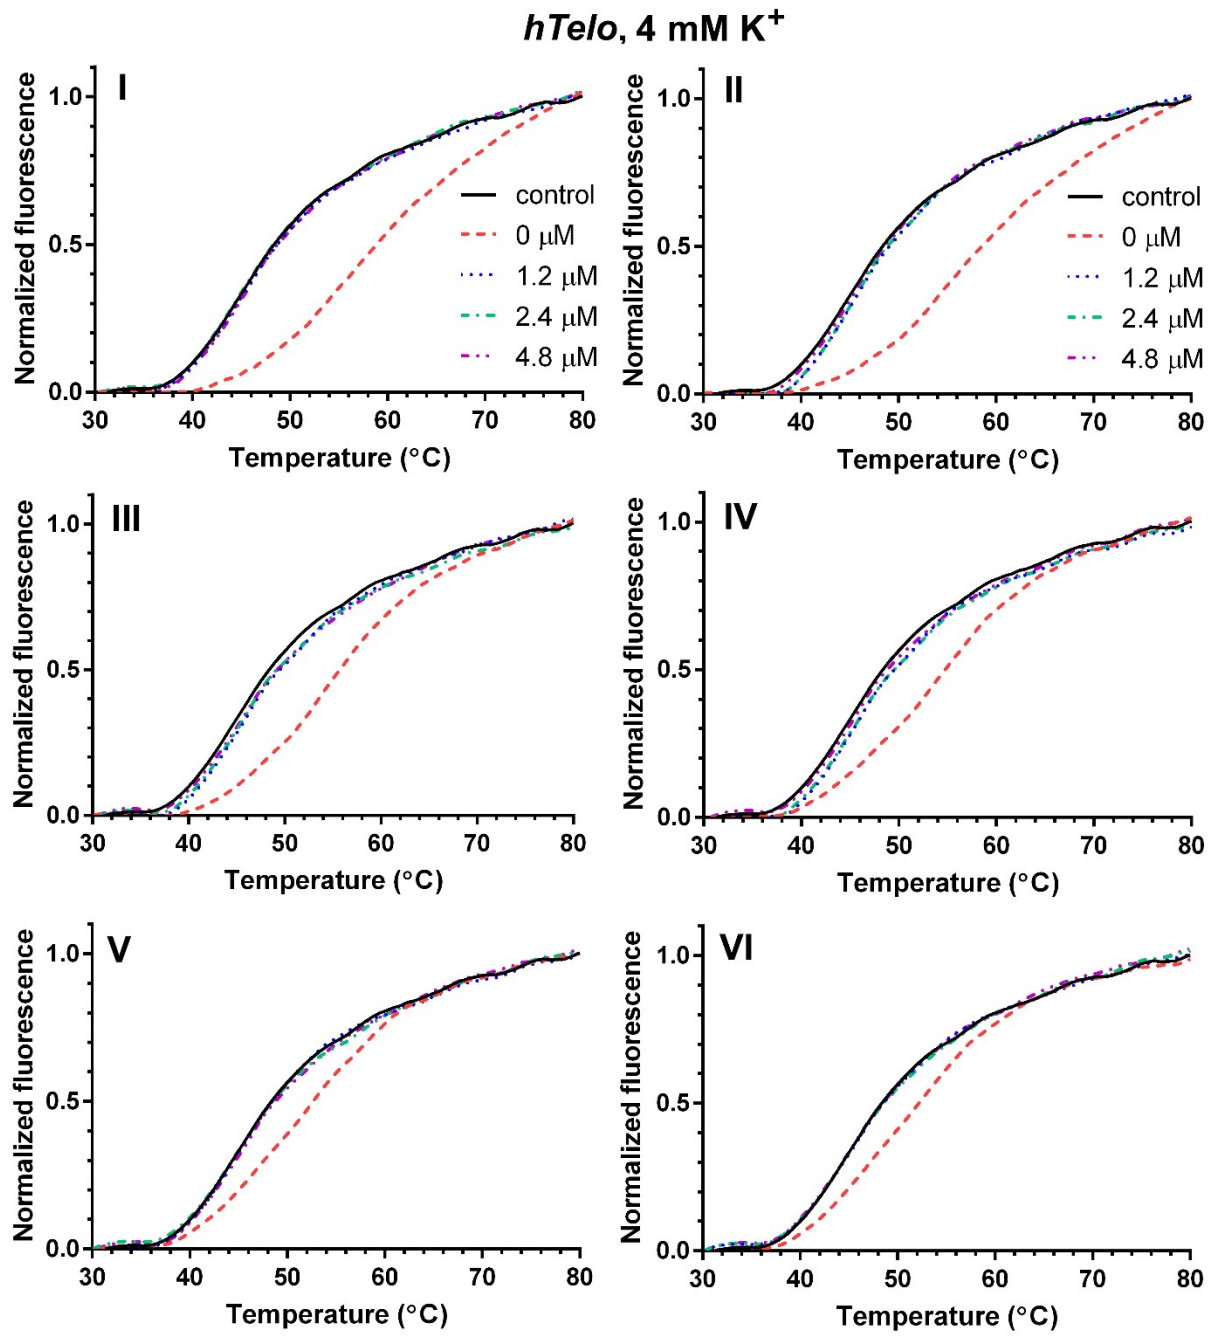 hTelo, 4 mM K+
I
Normalized fluorescence
1.0
0.5
0.0
30 40 50 60 70 80
Temperature (°C)
control
0 μM
1.2 μM
2.4 μM
4.8 μM
II
Normalized fluorescence
1.0
0.5
0.0
30 40 50 60 70 80
Temperature (°C)
control
0 μM
1.2 μM
2.4 μM
4.8 μM
III
Normalized fluorescence
1.0
0.5
0.0
30 40 50 60 70 80
Temperature (°C)
IV
Normalized fluorescence
1.0
0.5
0.0
30 40 50 60 70 80
Temperature (°C)
V
Normalized fluorescence
1.0
0.5
0.0
30 40 50 60 70 80
Temperature (°C)
VI
Normalized fluorescence
1.0
0.5
0.0
30 40 50 60 70 80
Temperature (°C)